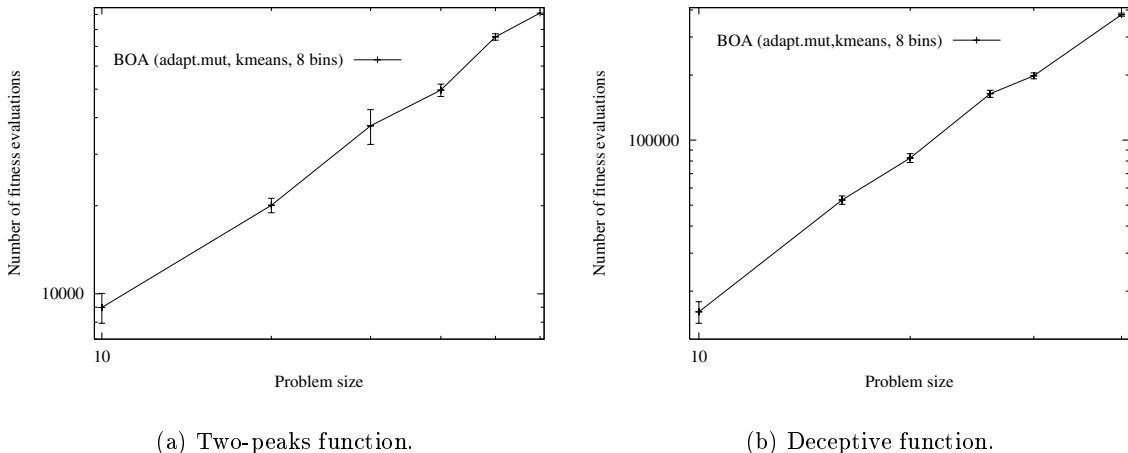 Number of fitness evaluations
BOA (adapt.mut, kmeans, 8 bins)
10000
10
Problem size
(a) Two-peaks function.
Number of fitness evaluations
BOA (adapt.mut,kmeans, 8 bins)
100000
10
Problem size
(b) Deceptive function.